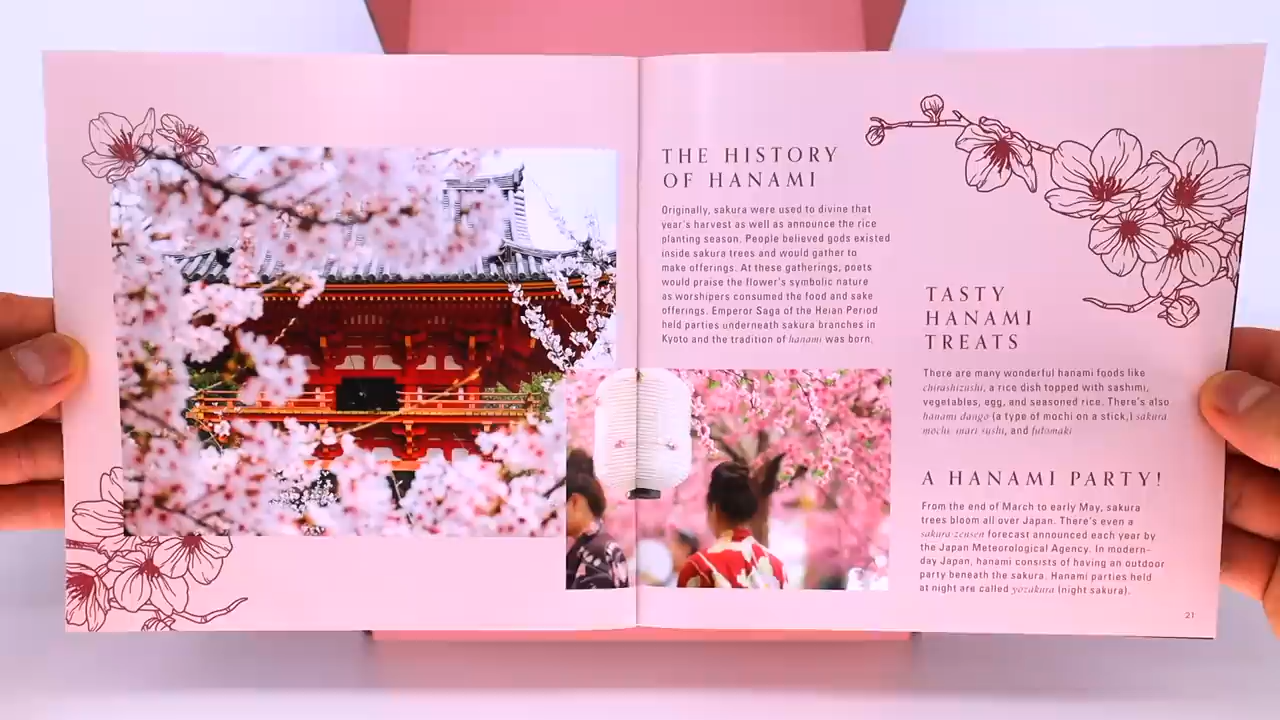 THE HISTORY
OF HANAMI
Originally, sakura were used to divine that
year's harvest as well as announce the rice
planting season. People believed gods existed
inside sakura trees and would gather to
make offerings. At these gatherings, poets
would praise the flower's symbolic nature
as worshipers consumed the food and sake
offerings. Emperor Saga of the Heian Period
held parties underneath sakura branches in
Kyoto and the tradition of hanami was born.
TASTY
HANAMI
TREATS
There are many wonderful hanami foods like
chirashizushi, a rice dish topped with sashimi,
vegetables, egg, and seasoned rice. There's also
hanami dango (a type of mochi on a stick,) sakura
mochi, inari sushi, and futomaki
A HANAMI PARTY!
From the end of March to early May, sakura
trees bloom all over Japan. There's even a
sakura zensen forecast announced each year by
the Japan Meteorological Agency. In modern-
day Japan, hanami consists of having an outdoor
party beneath the sakura. Hanami parties held
at night are called yozakura (night sakura).
21